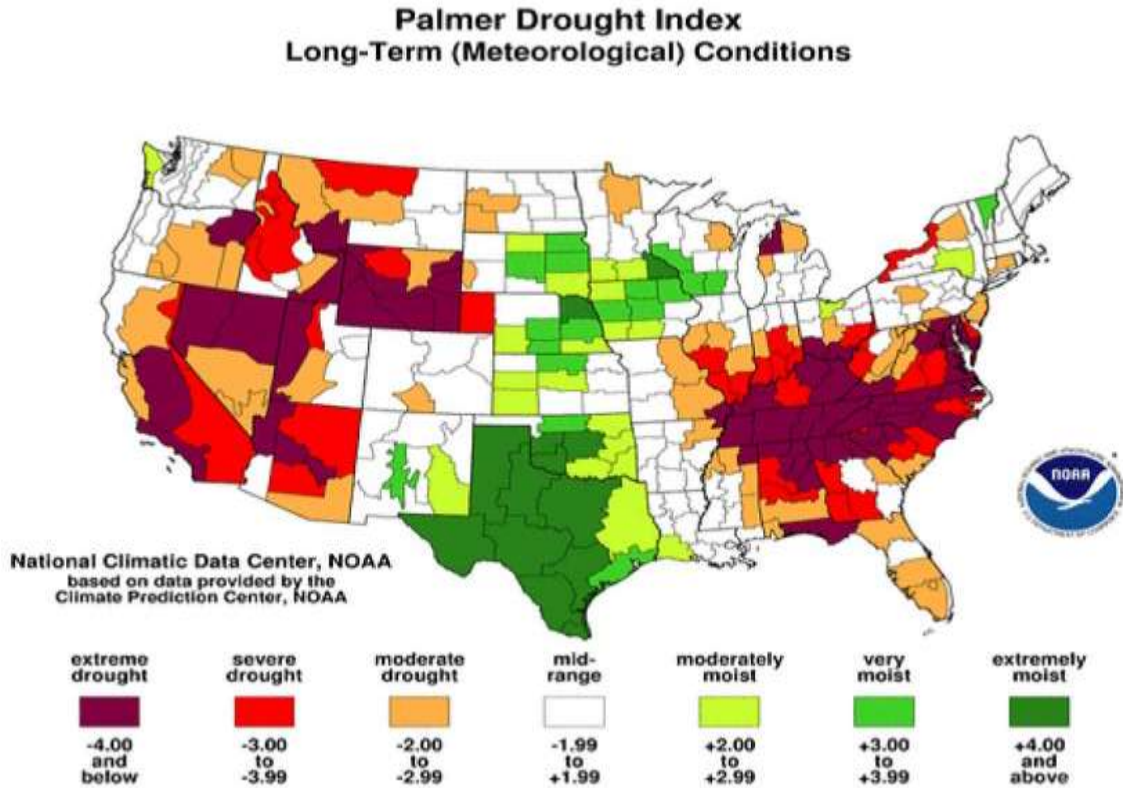 Palmer Drought Index
Long-Term (Meteorological) Conditions
NOAA
National Climatic Data Center, NOAA
based on data provided by the
Climate Prediction Center, NOAA
extreme drought
severe drought
moderate drought
mid-range
moderately moist
very moist
extremely moist
-4.00 and below
-3.00 to -3.99
-2.00 to -2.99
-1.99 to +1.99
+2.00 to +2.99
+3.00 to +3.99
+4.00 and above